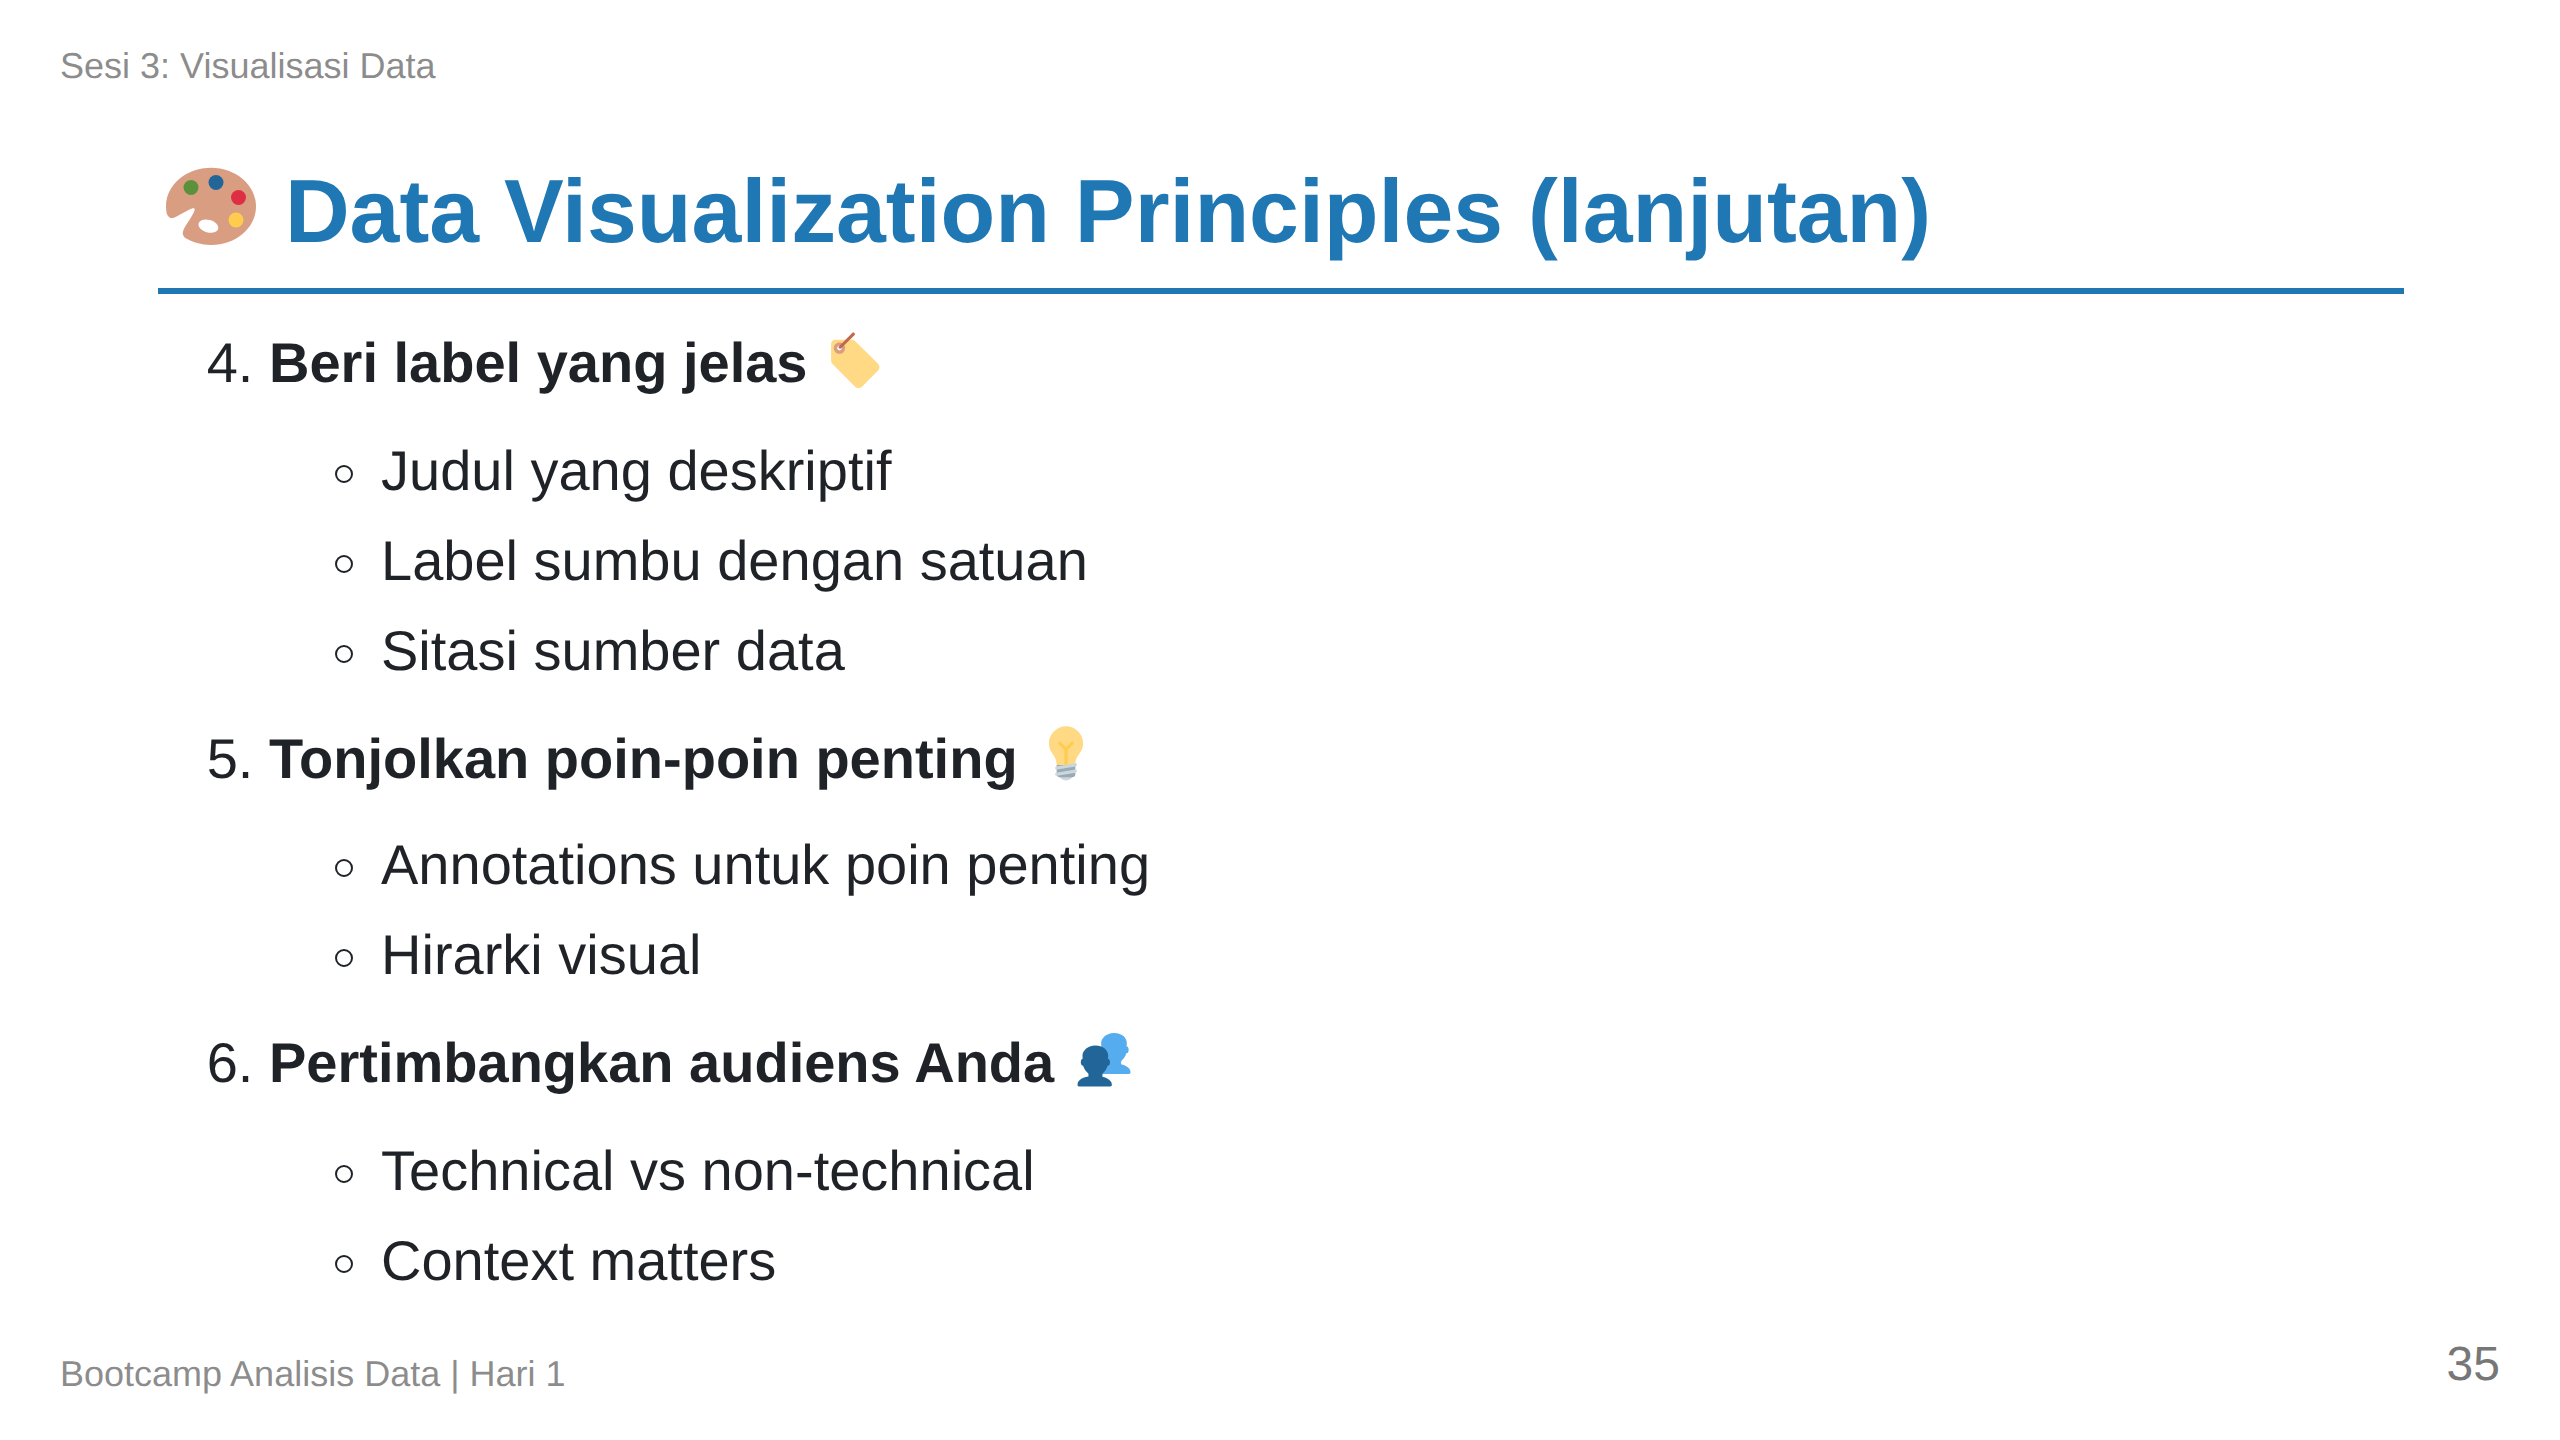 Sesi 3: Visualisasi Data
🎨 Data Visualization Principles (lanjutan)
4. Beri label yang jelas 🏷️
○ Judul yang deskriptif
○ Label sumbu dengan satuan
○ Sitasi sumber data
5. Tonjolkan poin-poin penting 💡
○ Annotations untuk poin penting
○ Hirarki visual
6. Pertimbangkan audiens Anda 👥
○ Technical vs non-technical
○ Context matters
Bootcamp Analisis Data | Hari 1
35